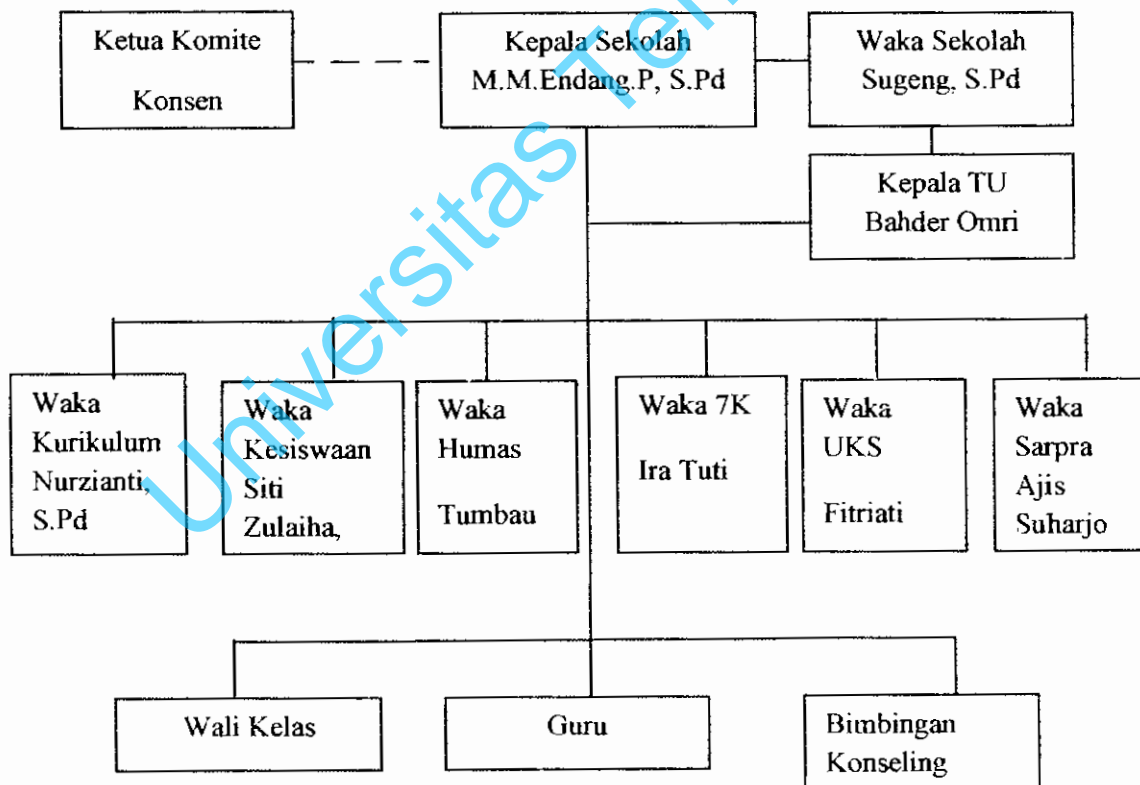 Ketua Komite
Konsen
Kepala Sekolah
M.M.Endang.P, S.Pd
Waka Sekolah
Sugeng, S.Pd
Kepala TU
Bahder Omri
Waka
Kurikulum
Nurzianti,
S.Pd
Waka
Kesiswaan
Siti
Zulaiha,
Waka
Humas
Tumbau
Waka 7K
Ira Tuti
Waka
UKS
Fitriati
Waka
Sarpra
Ajis
Suharjo
Wali Kelas
Guru
Bimbingan
Konseling
Universitas